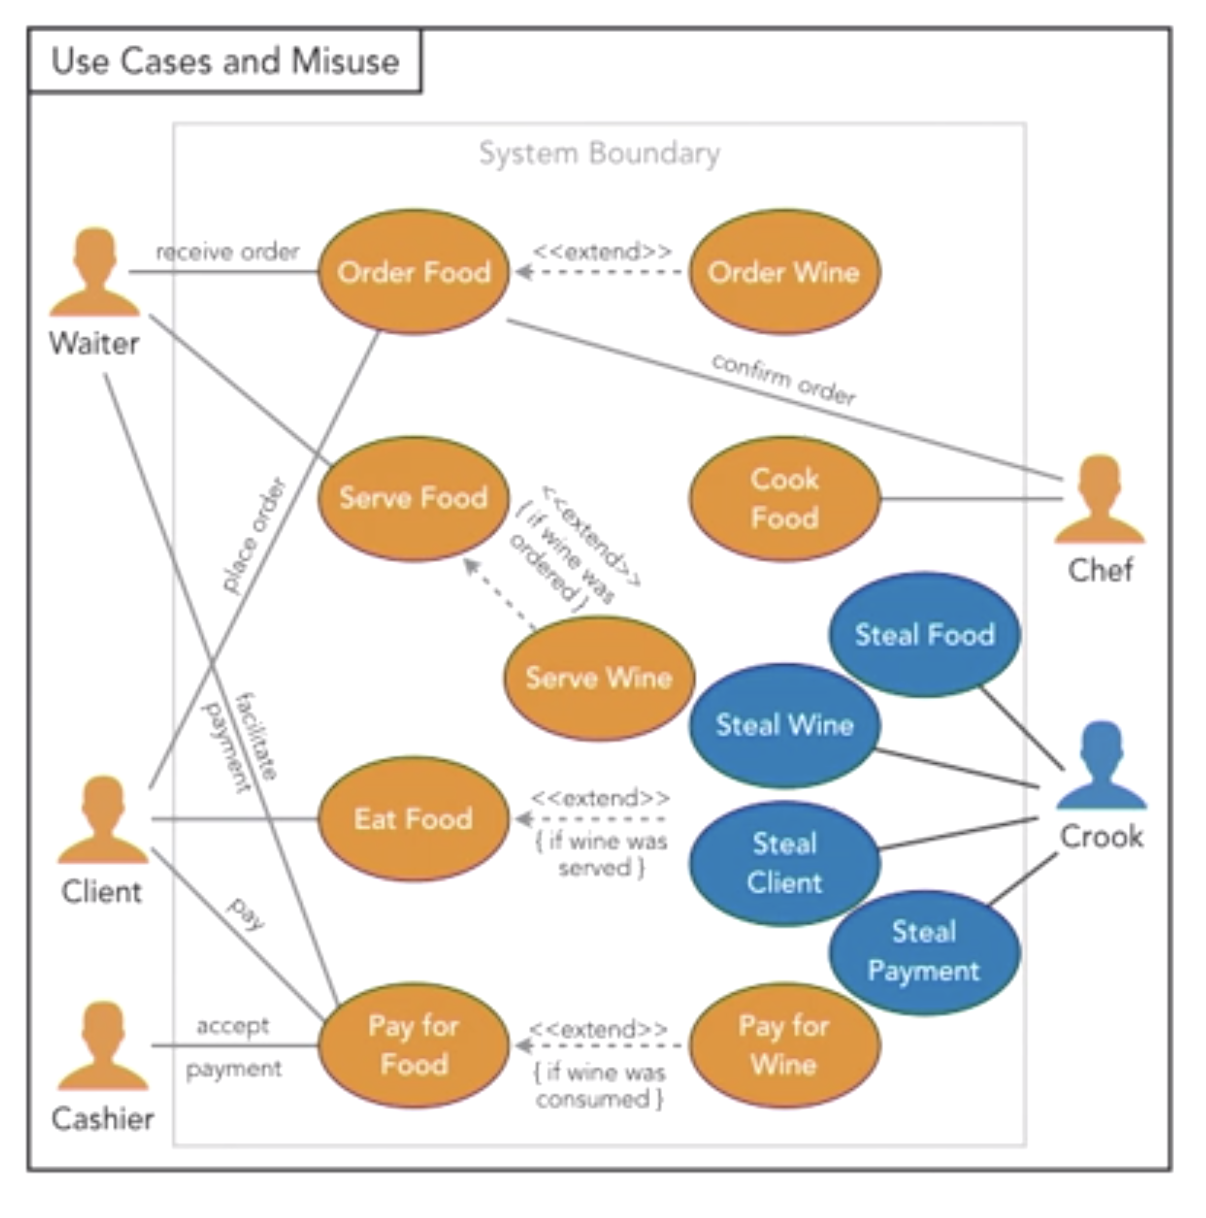 Use Cases and Misuse
System Boundary
receive order
Order Food
<<extend>>
Order Wine
Waiter
confirm order
place order
Serve Food
<<extend>>
{ if wine was
ordered }
Cook
Food
Chef
Steal Food
Serve Wine
Steal Wine
facilitate
payment
Eat Food
<<extend>>
{ if wine was
served }
Steal
Client
Crook
Client
pay
Steal
Payment
accept
payment
Pay for
Food
<<extend>>
{ if wine was
consumed }
Pay for
Wine
Cashier